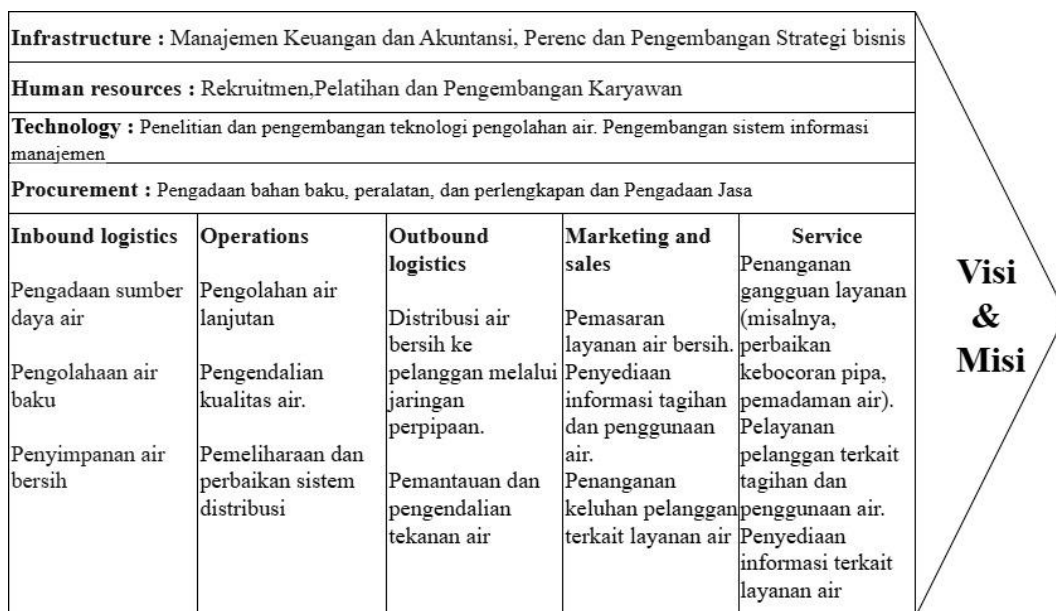 Infrastructure : Manajemen Keuangan dan Akuntansi, Perenc dan Pengembangan Strategi bisnis
Human resources : Rekruitmen,Pelatihan dan Pengembangan Karyawan
Technology : Penelitian dan pengembangan teknologi pengolahan air. Pengembangan sistem informasi
manajemen
Procurement : Pengadaan bahan baku, peralatan, dan perlengkapan dan Pengadaan Jasa
Inbound logistics
Pengadaan sumber
daya air
Pengolahaan air
baku
Penyimpanan air
bersih
Operations
Pengolahan air
lanjutan
Pengendalian
kualitas air.
Pemeliharaan dan
perbaikan sistem
distribusi
Outbound
logistics
Distribusi air
bersih ke
pelanggan melalui
jaringan
perpipaan.
Pemantauan dan
pengendalian
tekanan air
Marketing and
sales
Pemasaran
layanan air bersih.
Penyediaan
informasi tagihan
dan penggunaan
air.
Penanganan
keluhan pelanggan
terkait layanan air
Service
Penanganan
gangguan layanan
(misalnya,
perbaikan
kebocoran pipa,
pemadaman air).
Pelayanan
pelanggan terkait
tagihan dan
penggunaan air.
Penyediaan
informasi terkait
layanan air
Visi
&
Misi